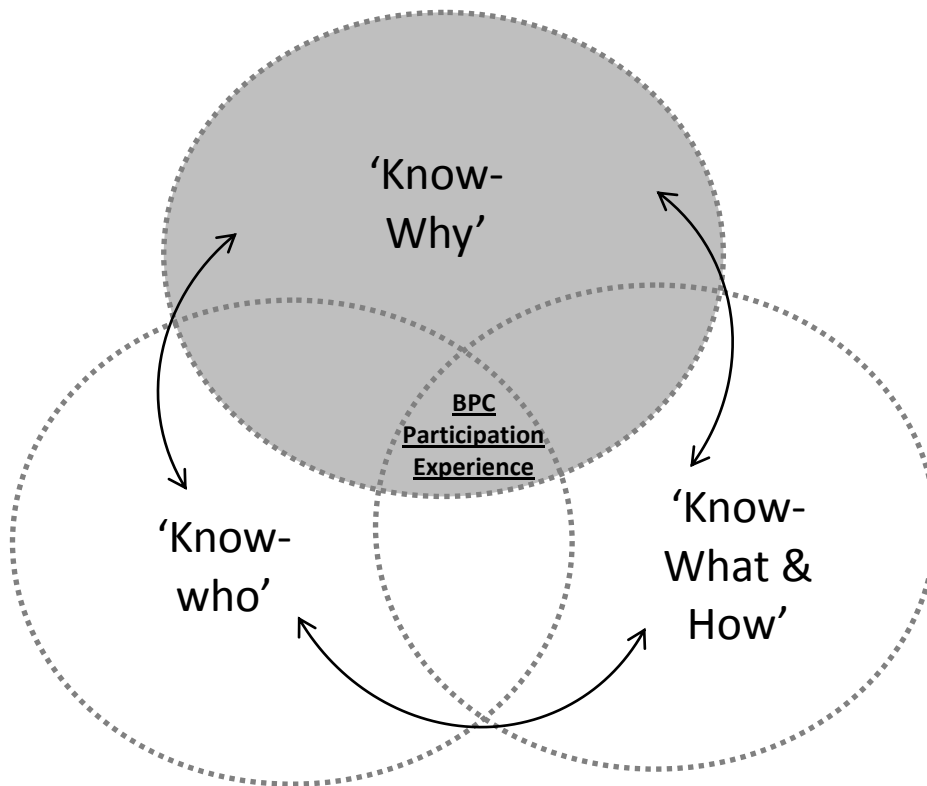 ‘Know-
Why’
BPC
Participation
Experience
‘Know-
who’
‘Know-
What &
How’